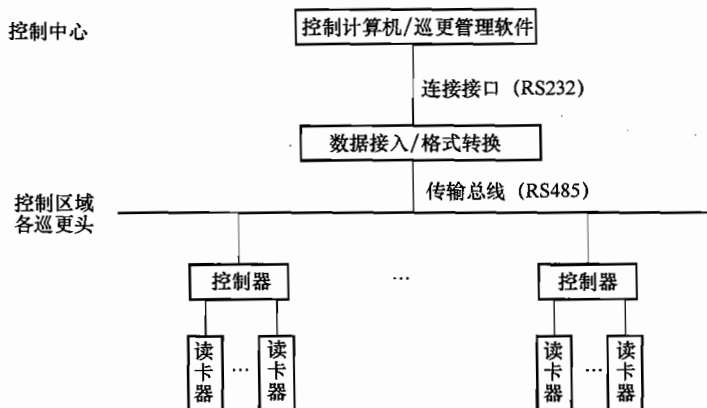 控制中心
控制计算机/巡更管理软件
连接接口（RS232）
数据接入/格式转换
传输总线（RS485）
控制区域
各巡更头
控制器
…
控制器
读卡器
…
读卡器
读卡器
…
读卡器